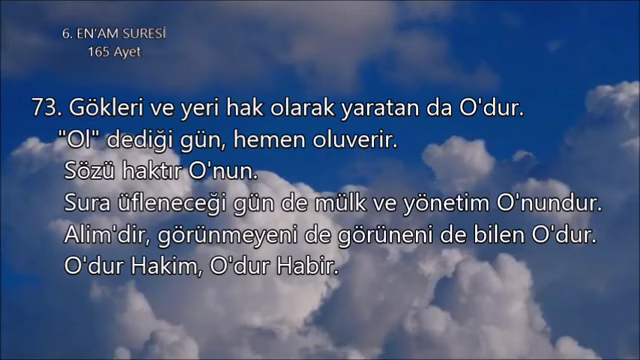 6. EN'AM SURESİ
165 Ayet
73. Gökleri ve yeri hak olarak yaratan da O'dur.
"Ol" dediği gün, hemen oluverir.
Sözü haktır O'nun.
Sura üfleneceği gün de mülk ve yönetim O'nundur.
Alim'dir, görünmeyeni de görüneni de bilen O'dur.
O'dur Hakim, O'dur Habir.